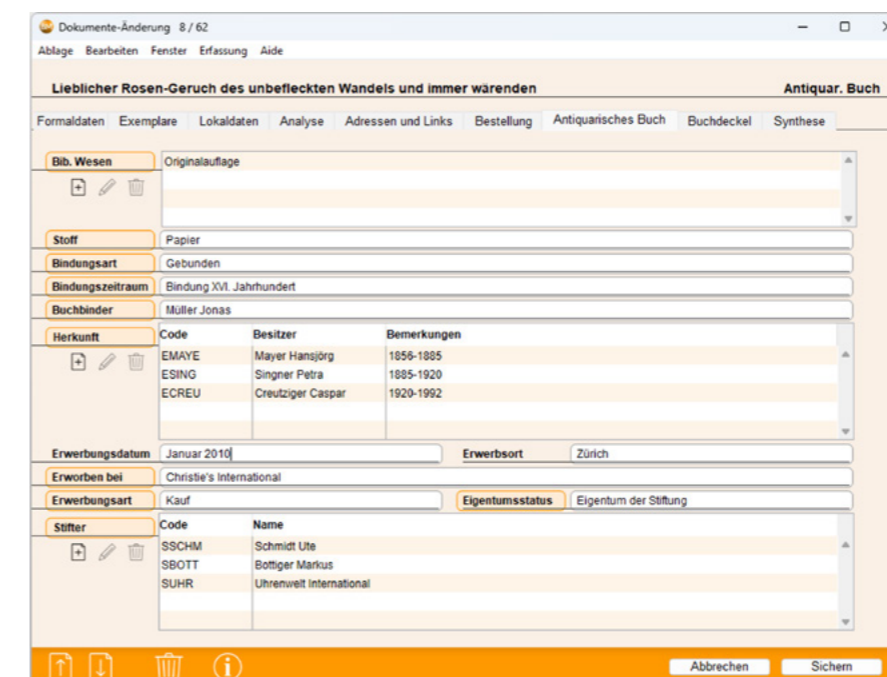 Dokumente-Änderung 8 / 62
Ablage Bearbeiten Fenster Erfassung Aide
Lieblicher Rosen-Geruch des unbefleckten Wandels und immer wärenden Antiquar. Buch
Formaldaten Exemplare Lokaldaten Analyse Adressen und Links Bestellung Antiquarisches Buch Buchdeckel Synthese
Bib. Wesen Originalauflage
Stoff Papier
Bindungsart Gebunden
Bindungszeitraum Bindung XVI. Jahrhundert
Buchbinder Müller Jonas
Herkunft Code Besitzer Bemerkungen
EMAYE Mayer Hansjörg 1856-1885
ESING Singner Petra 1885-1920
ECREU Creutziger Caspar 1920-1992
Erwerbungsdatum Januar 2010 Erwerbsort Zürich
Erworben bei Christie's International
Erwerbungsart Kauf Eigentumsstatus Eigentum der Stiftung
Stifter Code Name
SSCHM Schmidt Ute
SBOTT Bottiger Markus
SUHR Uhrenwelt International
Abbrechen Sichern